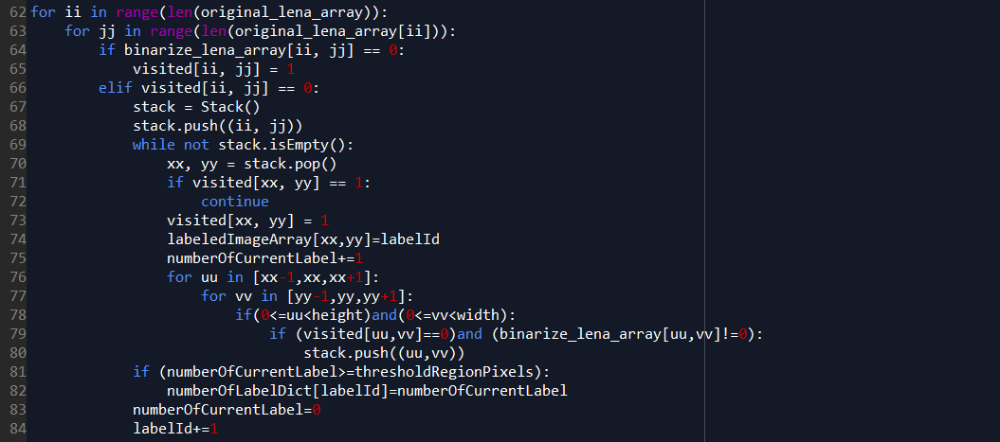 62 for ii in range(len(original_lena_array)):
63     for jj in range(len(original_lena_array[ii])):
64         if binarize_lena_array[ii, jj] == 0:
65             visited[ii, jj] = 1
66         elif visited[ii, jj] == 0:
67             stack = Stack()
68             stack.push((ii, jj))
69             while not stack.isEmpty():
70                 xx, yy = stack.pop()
71                 if visited[xx, yy] == 1:
72                     continue
73                 visited[xx, yy] = 1
74                 labeledImageArray[xx,yy]=labelId
75                 numberOfCurrentLabel+=1
76                 for uu in [xx-1,xx,xx+1]:
77                     for vv in [yy-1,yy,yy+1]:
78                         if(0<=uu<height)and(0<=vv<width):
79                             if (visited[uu,vv]==0)and (binarize_lena_array[uu,vv]!=0):
80                                 stack.push((uu,vv))
81             if (numberOfCurrentLabel>=thresholdRegionPixels):
82                 numberOfLabelDict[labelId]=numberOfCurrentLabel
83             numberOfCurrentLabel=0
84             labelId+=1